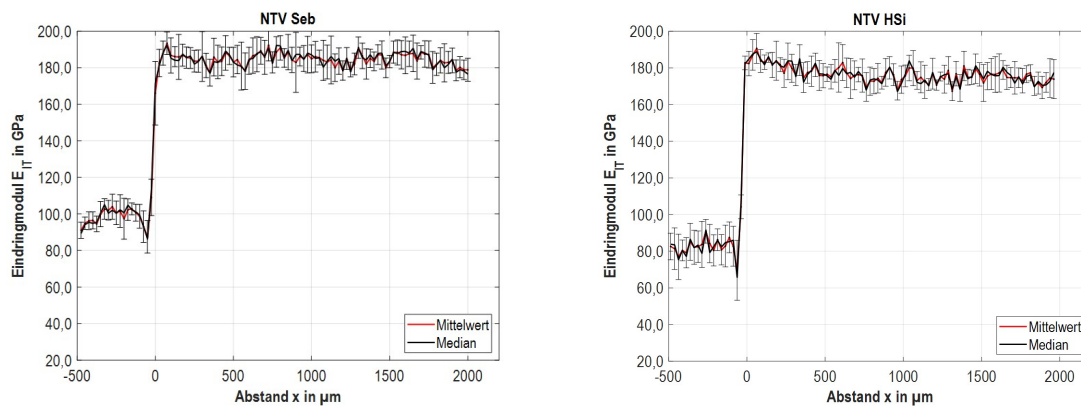 NTV Seb
200,0
180,0
160,0
140,0
120,0
100,0
80,0
60,0
40,0
20,0
Eindringmodul E_IT in GPa
Mittelwert
Median
-500 0 500 1000 1500 2000
Abstand x in µm
NTV HSi
200,0
180,0
160,0
140,0
120,0
100,0
80,0
60,0
40,0
20,0
Eindringmodul E_IT in GPa
Mittelwert
Median
-500 0 500 1000 1500 2000
Abstand x in µm